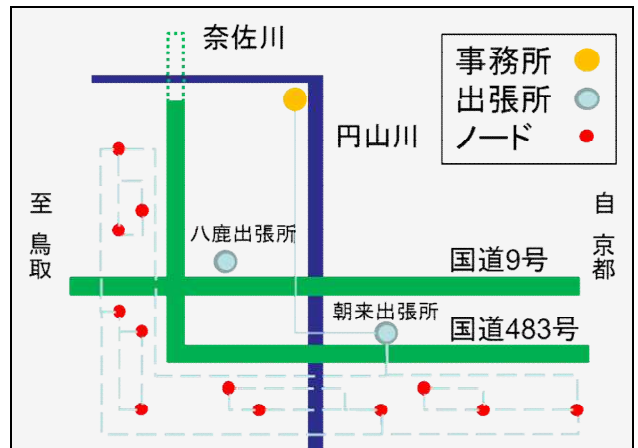 奈佐川
事務所
出張所
ノード
円山川
至鳥取
自京都
八鹿出張所
国道9号
朝来出張所
国道483号